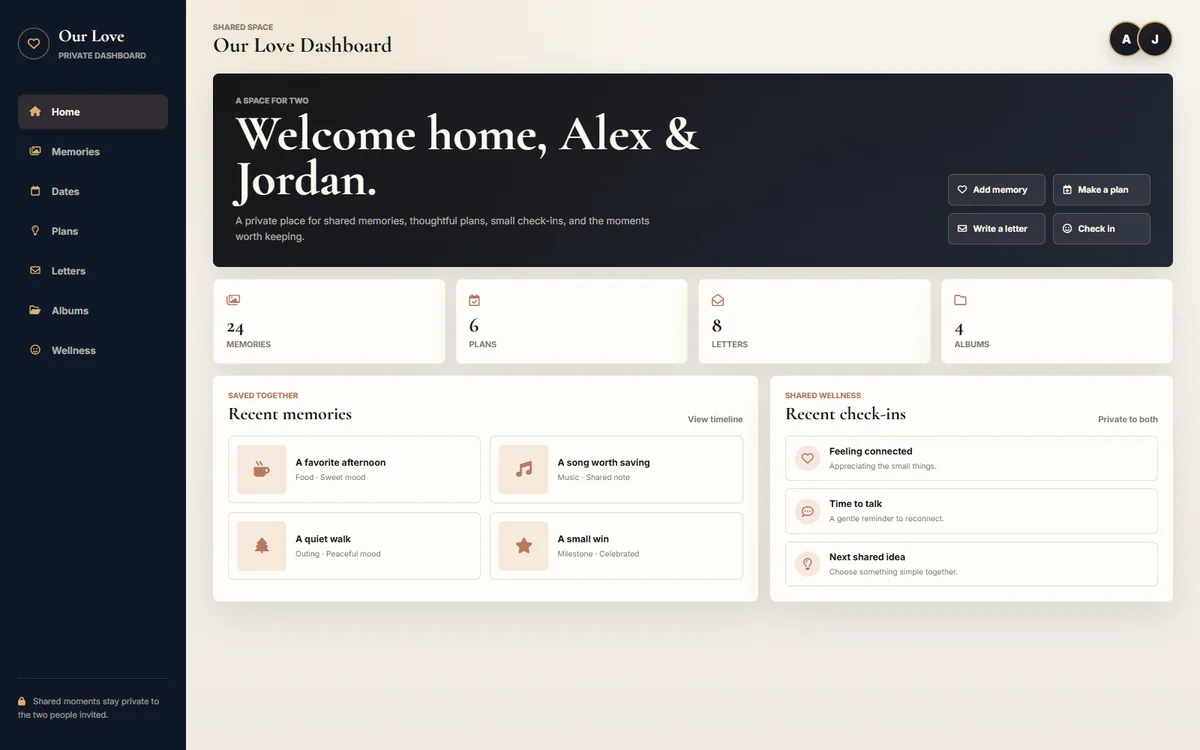 Our Love
PRIVATE DASHBOARD
Home
Memories
Dates
Plans
Letters
Albums
Wellness
Shared moments stay private to
the two people invited.
SHARED SPACE
Our Love Dashboard
A
J
A SPACE FOR TWO
Welcome home, Alex &
Jordan.
A private place for shared memories, thoughtful plans, small check-ins, and the moments
worth keeping.
Add memory
Make a plan
Write a letter
Check in
24
MEMORIES
6
PLANS
8
LETTERS
4
ALBUMS
SAVED TOGETHER
Recent memories
View timeline
A favorite afternoon
Food · Sweet mood
A song worth saving
Music · Shared note
A quiet walk
Outing · Peaceful mood
A small win
Milestone · Celebrated
SHARED WELLNESS
Recent check-ins
Private to both
Feeling connected
Appreciating the small things.
Time to talk
A gentle reminder to reconnect.
Next shared idea
Choose something simple together.